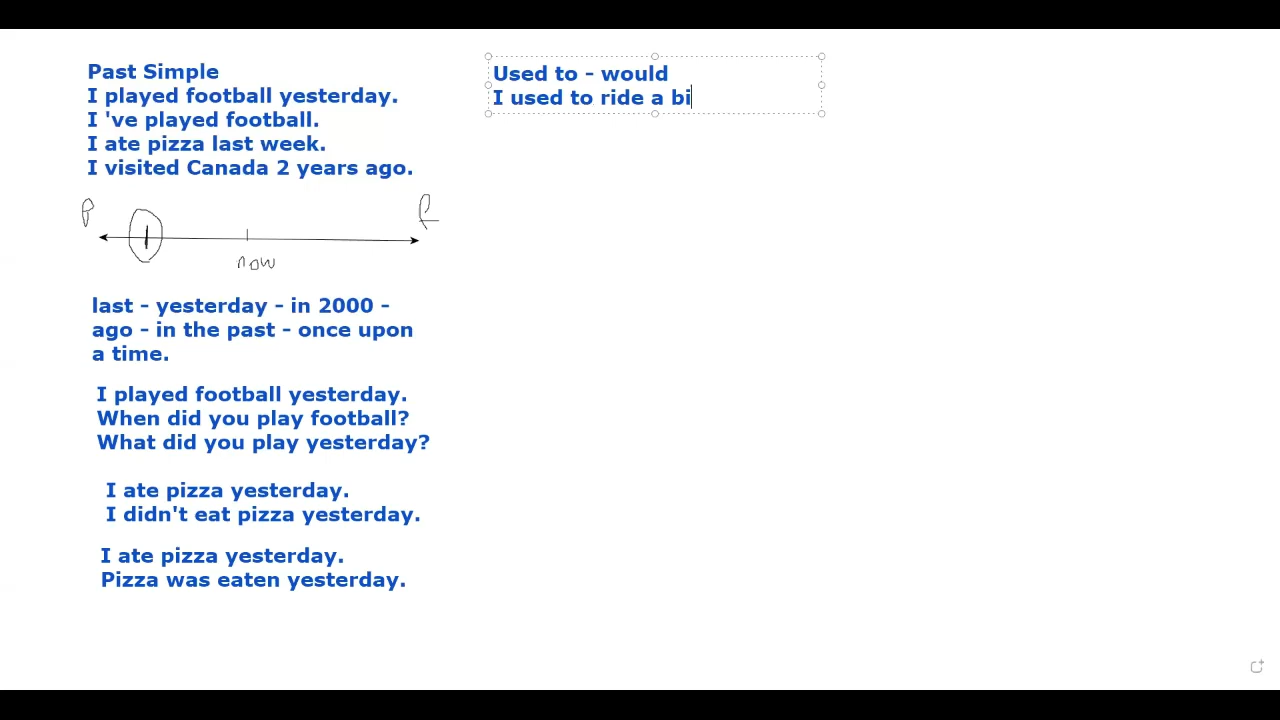 Past Simple
I played football yesterday.
I 've played football.
I ate pizza last week.
I visited Canada 2 years ago.
P
f
now
last - yesterday - in 2000 -
ago - in the past - once upon
a time.
I played football yesterday.
When did you play football?
What did you play yesterday?
I ate pizza yesterday.
I didn't eat pizza yesterday.
I ate pizza yesterday.
Pizza was eaten yesterday.
Used to - would
I used to ride a bi